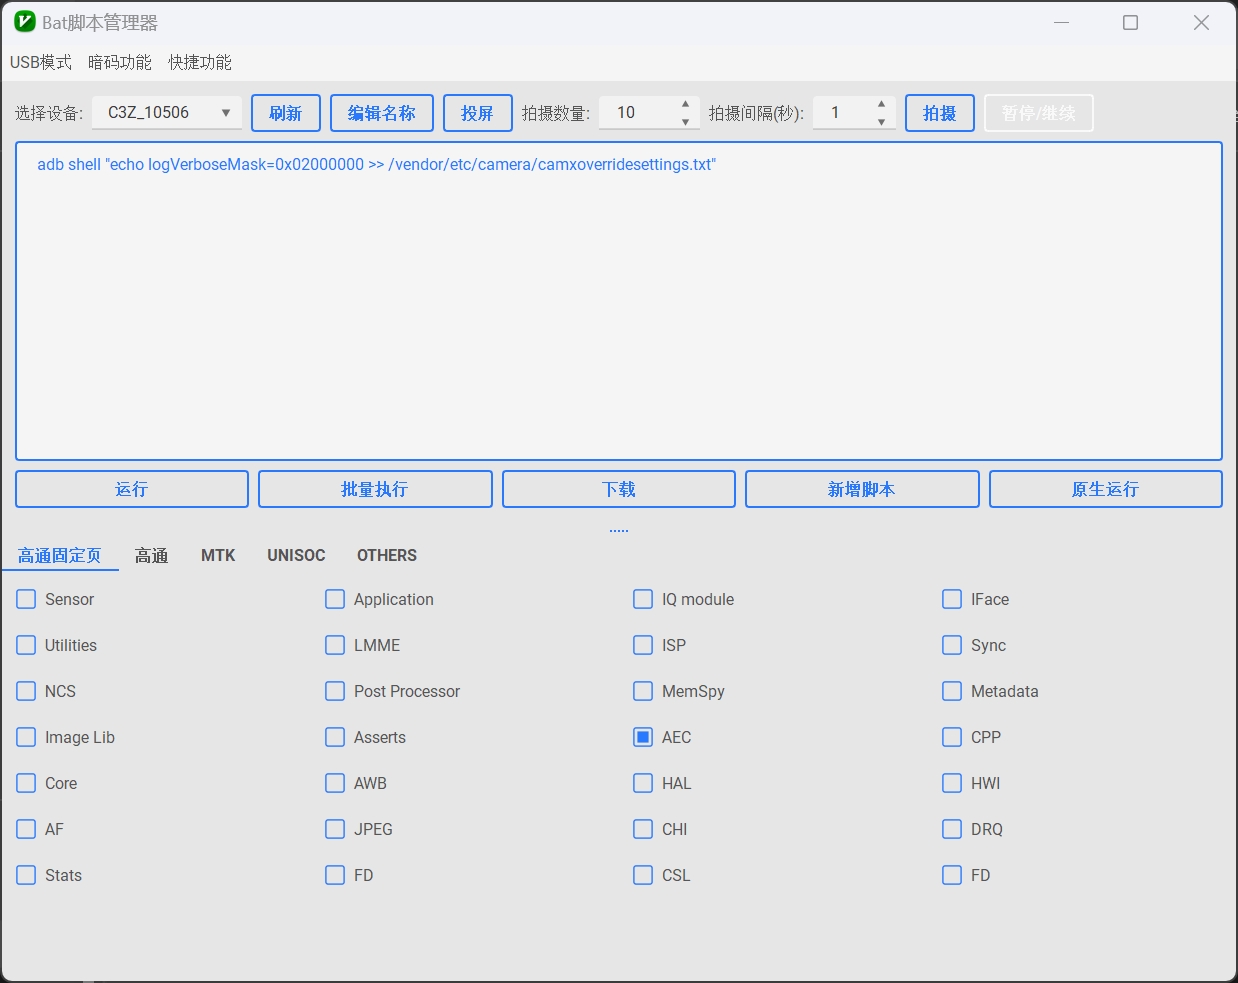 Bat脚本管理器
USB模式 暗码功能 快捷功能
选择设备: C3Z_10506 刷新 编辑名称 投屏 拍摄数量: 10 拍摄间隔(秒): 1 拍摄 暂停/继续
adb shell "echo logVerboseMask=0x02000000 >> /vendor/etc/camera/camxoverridesettings.txt"
运行 批量执行 下载 新增脚本 原生运行
.....
高通固定页 高通 MTK UNISOC OTHERS
Sensor Application IQ module IFace
Utilities LMME ISP Sync
NCS Post Processor MemSpy Metadata
Image Lib Asserts AEC CPP
Core AWB HAL HWI
AF JPEG CHI DRQ
Stats FD CSL FD